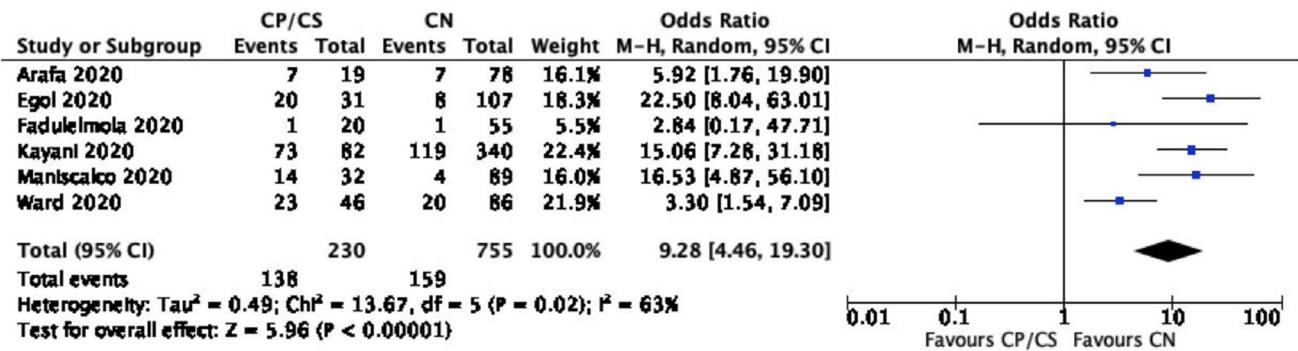 CP/CS CN Odds Ratio Odds Ratio
Study or Subgroup Events Total Events Total Weight M-H, Random, 95% CI M-H, Random, 95% CI
Arafa 2020 7 19 7 78 16.1% 5.92 [1.76, 19.90]
Egol 2020 20 31 8 107 18.3% 22.50 [8.04, 63.01]
Fadulelmola 2020 1 20 1 55 5.5% 2.84 [0.17, 47.71]
Kayani 2020 73 82 119 340 22.4% 15.06 [7.28, 31.18]
Maniscalco 2020 14 32 4 89 16.0% 16.53 [4.87, 56.10]
Ward 2020 23 46 20 86 21.9% 3.30 [1.54, 7.09]
Total (95% CI) 230 755 100.0% 9.28 [4.46, 19.30]
Total events 138 159
Heterogeneity: Tau² = 0.49; Chi² = 13.67, df = 5 (P = 0.02); I² = 63%
Test for overall effect: Z = 5.96 (P < 0.00001)
0.01 0.1 1 10 100
Favours CP/CS Favours CN